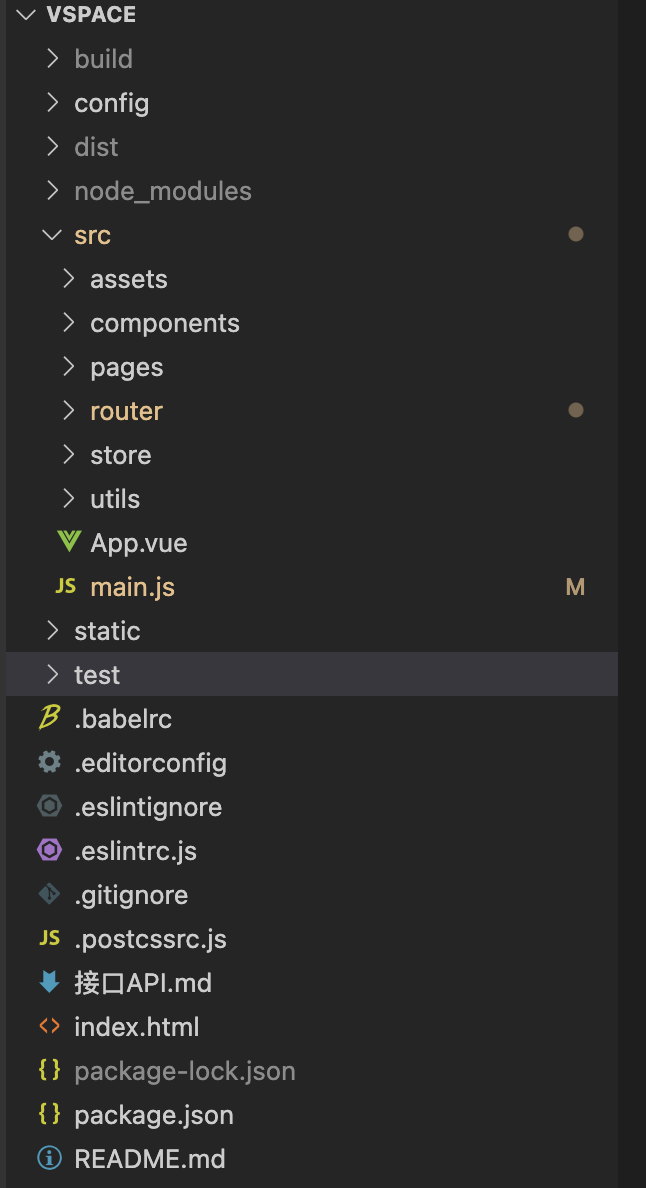 VSPACE
build
config
dist
node_modules
src
assets
components
pages
router
store
utils
App.vue
JS main.js M
static
test
.babelrc
.editorconfig
.eslintignore
.eslintrc.js
.gitignore
JS .postcssrc.js
接口API.md
index.html
package-lock.json
package.json
README.md